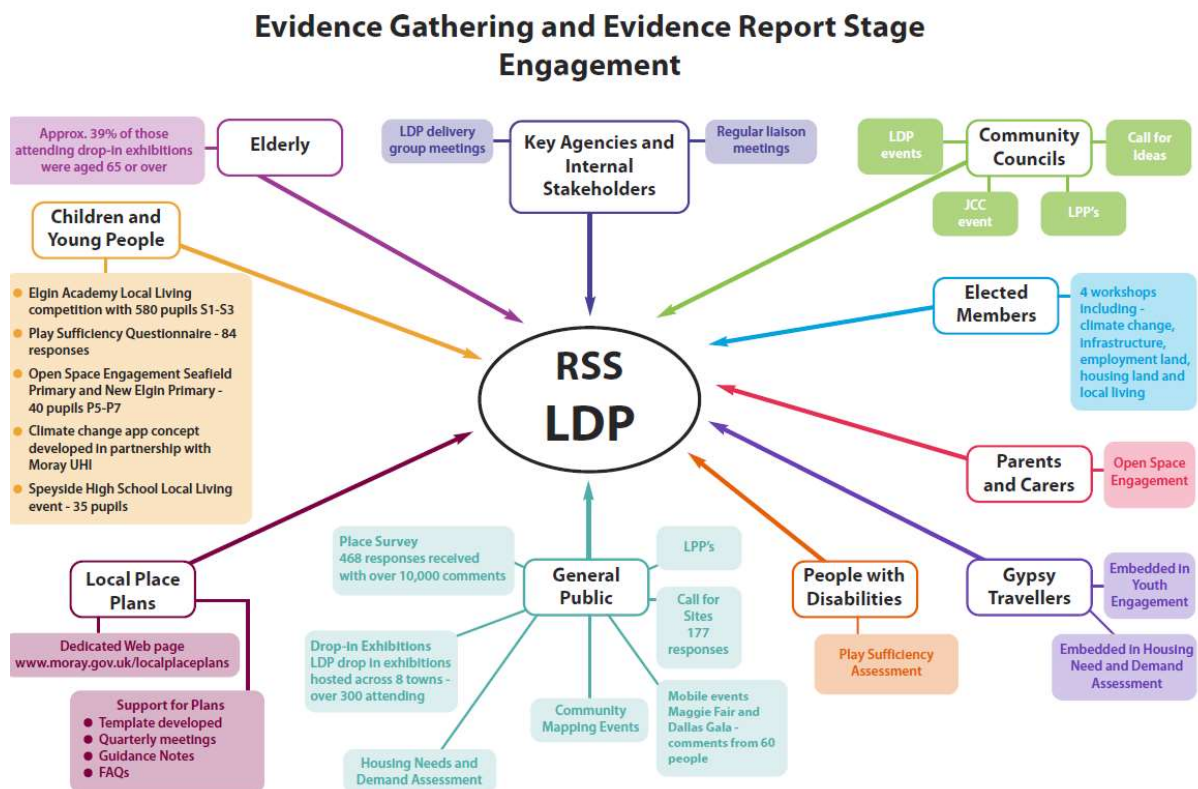 Evidence Gathering and Evidence Report Stage
Engagement
Approx. 39% of those
attending drop-in exhibitions
were aged 65 or over
Elderly
LDP delivery
group meetings
Key Agencies and
Internal
Stakeholders
Regular liaison
meetings
LDP
events
Community
Councils
Call for
Ideas
JCC
event
LPP's
Children and
Young People
Elgin Academy Local Living
competition with 580 pupils S1-S3
Play Sufficiency Questionnaire - 84
responses
Open Space Engagement Seafield
Primary and New Elgin Primary -
40 pupils P5-P7
Climate change app concept
developed in partnership with
Moray UHI
Speyside High School Local Living
event - 35 pupils
Elected
Members
4 workshops
including -
climate change,
infrastructure,
employment land,
housing land and
local living
RSS
LDP
Parents
and Carers
Open Space
Engagement
Local Place
Plans
Dedicated Web page
www.moray.gov.uk/localplaceplans
Support for Plans
Template developed
Quarterly meetings
Guidance Notes
FAQs
Place Survey
468 responses received
with over 10,000 comments
General
Public
LPP's
Call for
Sites
177
responses
Drop-in Exhibitions
LDP drop in exhibitions
hosted across 8 towns -
over 300 attending
Housing Needs and
Demand Assessment
Community
Mapping Events
Mobile events
Maggie Fair and
Dallas Gala -
comments from 60
people
People with
Disabilities
Play Sufficiency
Assessment
Gypsy
Travellers
Embedded in
Youth
Engagement
Embedded in Housing
Need and Demand
Assessment